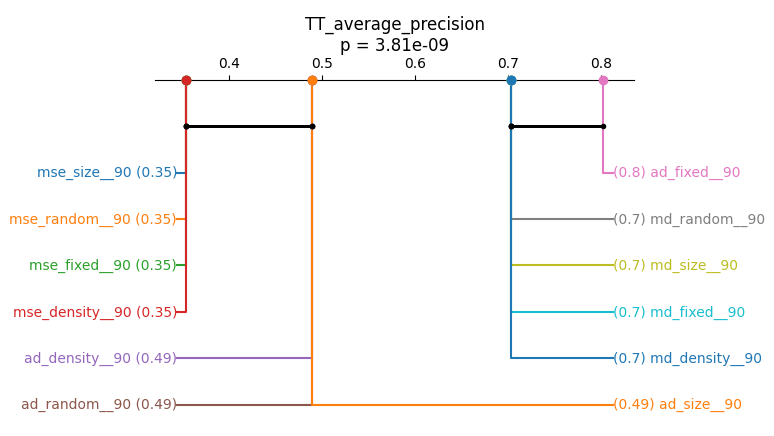 TT_average_precision
p = 3.81e-09
0.4 0.5 0.6 0.7 0.8
mse_size__90 (0.35) (0.8) ad_fixed__90
mse_random__90 (0.35) (0.7) md_random__90
mse_fixed__90 (0.35) (0.7) md_size__90
mse_density__90 (0.35) (0.7) md_fixed__90
ad_density__90 (0.49) (0.7) md_density__90
ad_random__90 (0.49) (0.49) ad_size__90